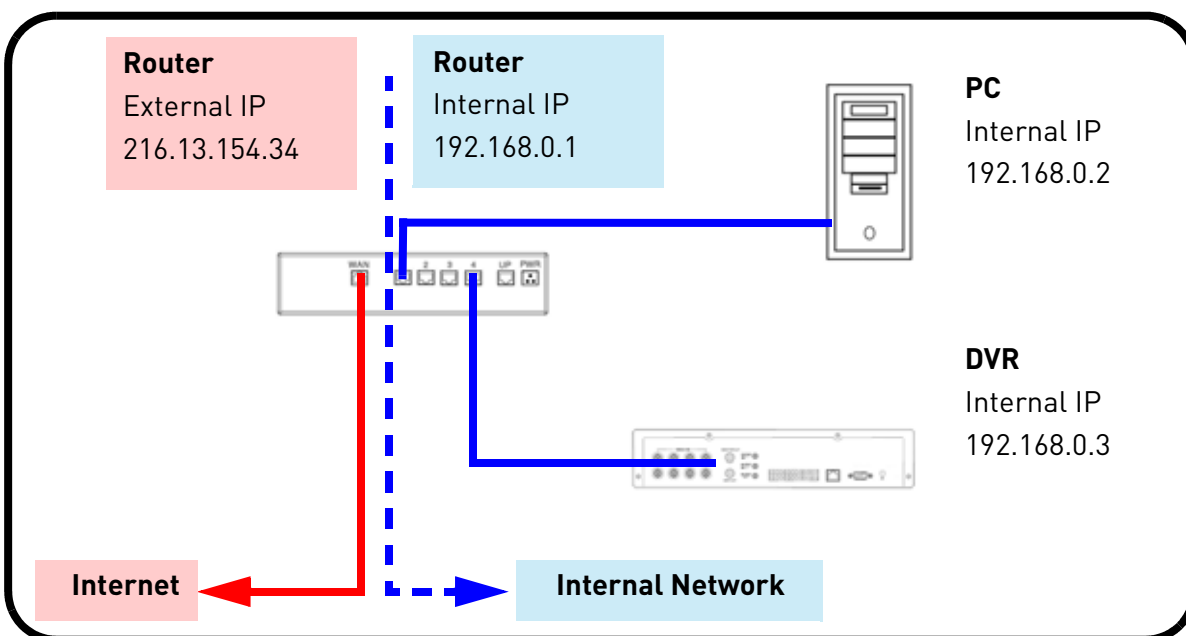 Router
External IP
216.13.154.34
Router
Internal IP
192.168.0.1
PC
Internal IP
192.168.0.2
WAN
2
3
4
UP
PWR
DVR
Internal IP
192.168.0.3
Internet
Internal Network